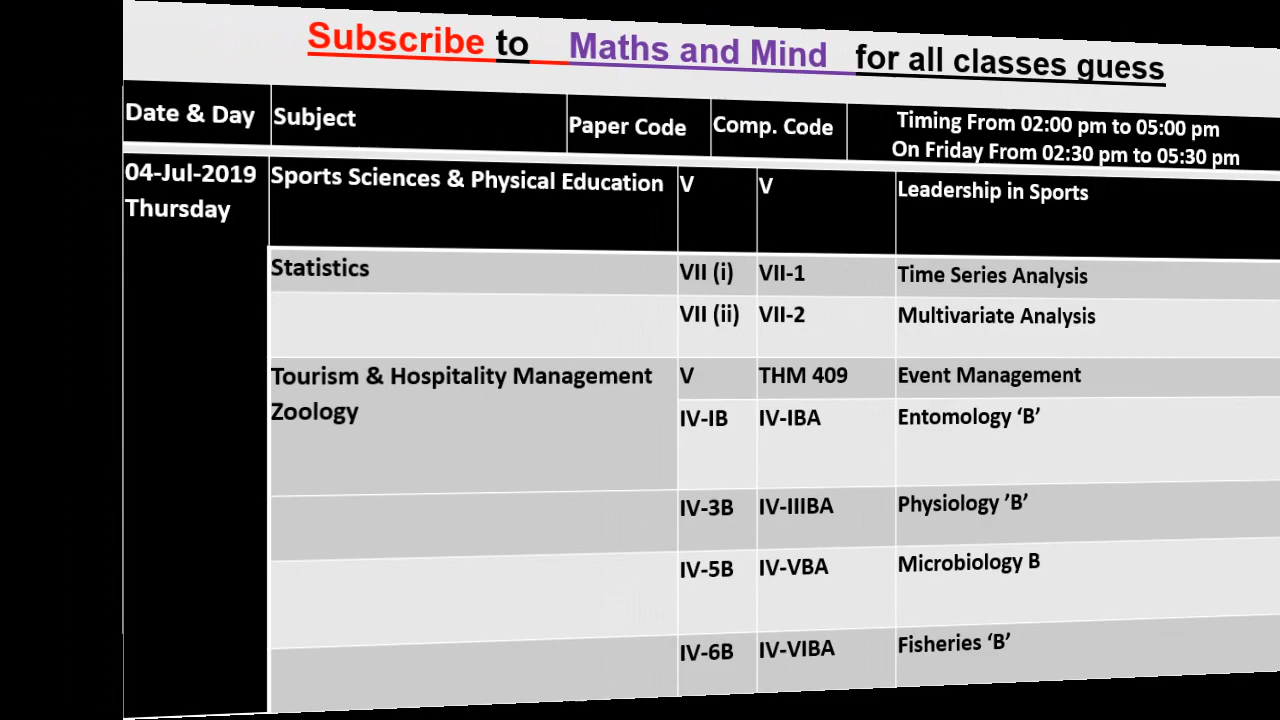 Subscribe to Maths and Mind for all classes guess
Date & Day Subject Paper Code Comp. Code Timing From 02:00 pm to 05:00 pm
On Friday From 02:30 pm to 05:30 pm
04-Jul-2019 Sports Sciences & Physical Education V V Leadership in Sports
Thursday
Statistics VII (i) VII-1 Time Series Analysis
VII (ii) VII-2 Multivariate Analysis
Tourism & Hospitality Management V THM 409 Event Management
Zoology IV-IB IV-IBA Entomology ‘B’
IV-3B IV-IIIBA Physiology ’B’
IV-5B IV-VBA Microbiology B
IV-6B IV-VIBA Fisheries ‘B’